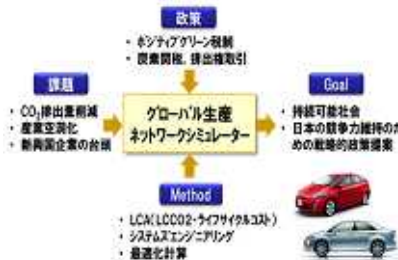 政策
・ ポジティブグリーン税制
・ 炭素関税，排出権取引
課題
・ CO₂排出量削減
・ 産業空洞化
・ 新興国企業の台頭
グローバル生産
ネットワークシミュレーター
Goal
・ 持続可能社会
・ 日本の競争力維持のた
めの戦略的政策提案
Method
・ LCA(LCCO2・ライフサイクルコスト)
・ システムズエンジニアリング
・ 最適化計算